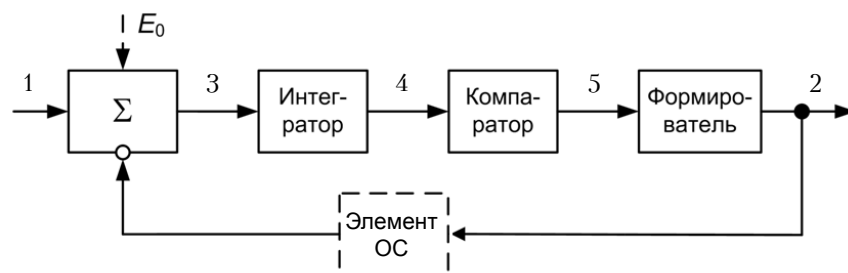 E₀
1
Σ
3
Интег-
ратор
4
Компа-
ратор
5
Формиро-
ватель
2
Элемент
ОС